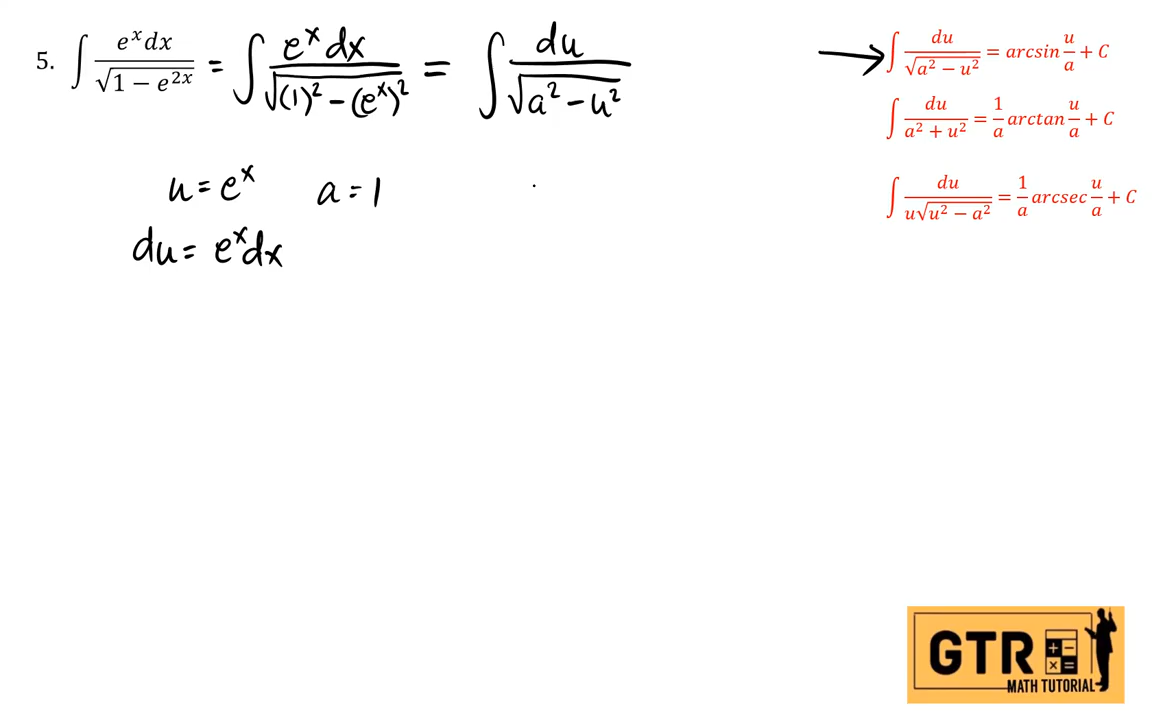 5. ∫ e^x dx / √(1 − e^{2x}) = ∫ e^x dx / √((1)² − (e^x)²) = ∫ du / √(a² − u²)
∫ du / √(a² − u²) = arcsin u/a + C
∫ du / (a² + u²) = 1/a arctan u/a + C
∫ du / (u√(u² − a²)) = 1/a arcsec u/a + C
u = e^x a = 1
du = e^x dx
GTR
+ −
× =
MATH TUTORIAL